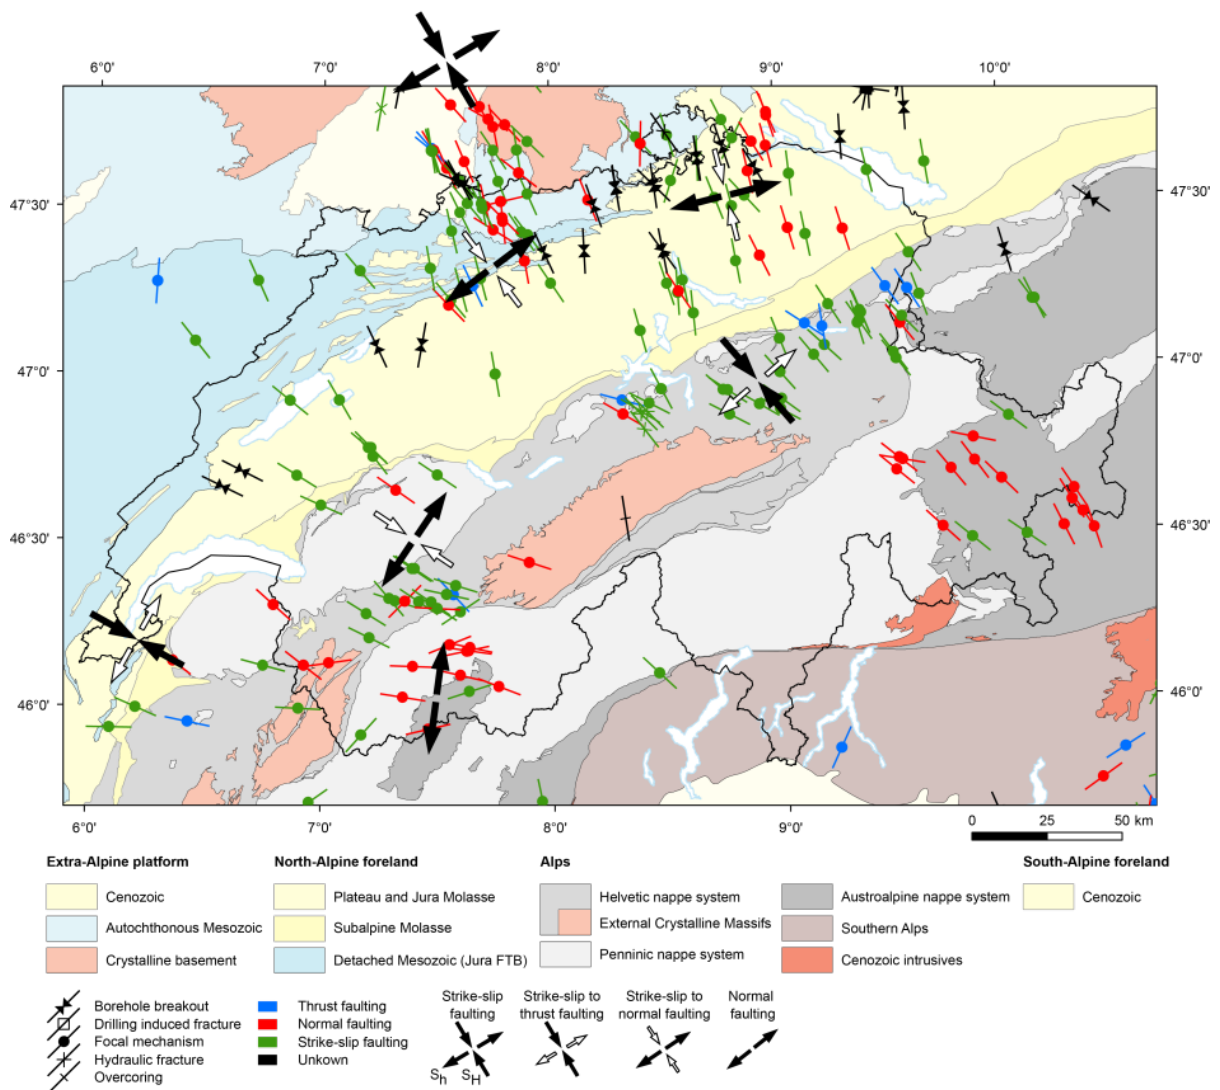 6°0' 7°0' 8°0' 9°0' 10°0'
47°30' 47°30'
47°0' 47°0'
46°30' 46°30'
46°0' 46°0'
6°0' 7°0' 8°0' 9°0'
0 25 50 km
Extra-Alpine platform North-Alpine foreland Alps South-Alpine foreland
Cenozoic Plateau and Jura Molasse Helvetic nappe system Austroalpine nappe system Cenozoic
Autochthonous Mesozoic Subalpine Molasse External Crystalline Massifs Southern Alps
Crystalline basement Detached Mesozoic (Jura FTB) Penninic nappe system Cenozoic intrusives
Strike-slip faulting Strike-slip to thrust faulting Strike-slip to normal faulting Normal faulting
Borehole breakout Thrust faulting
Drilling induced fracture Normal faulting
Focal mechanism Strike-slip faulting
Hydraulic fracture Unkown
Overcoring
Sh SH